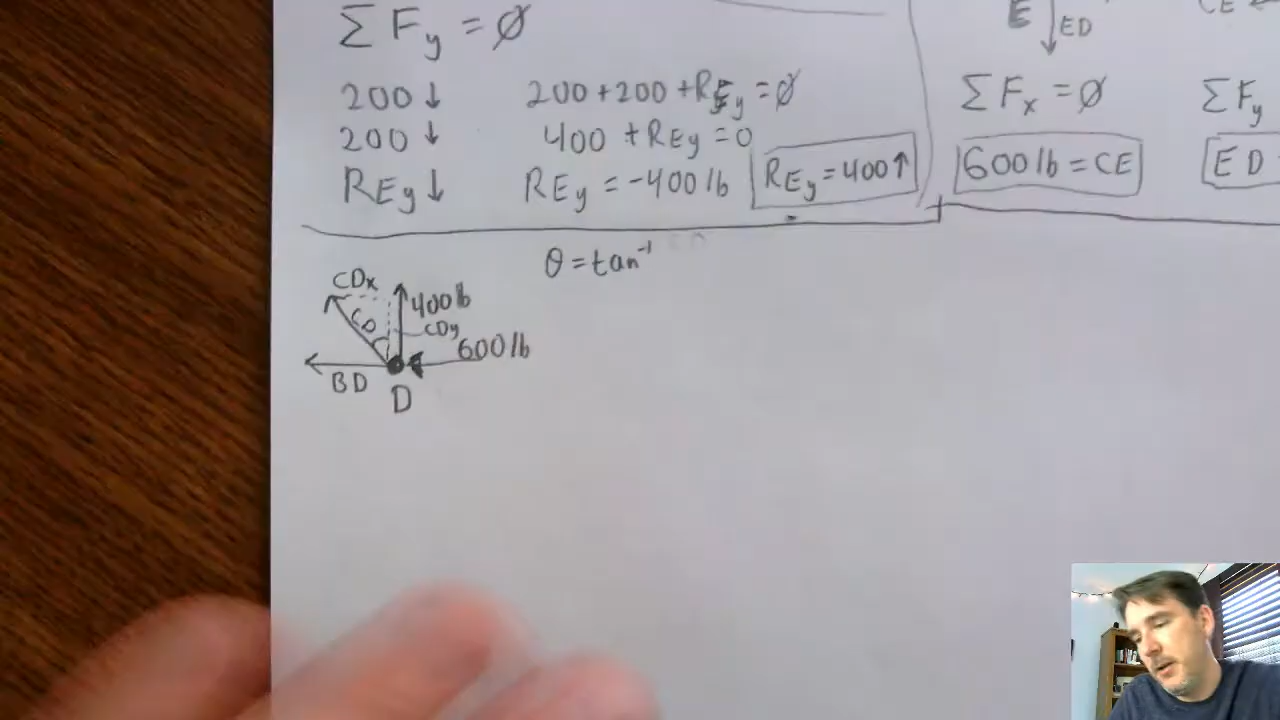 ΣFy = Ø
200↓ 200+200+REy = Ø
200↓ 400 + REy = 0
REy↓ REy = -400 lb REy = 400↑
E ED CE
ΣFx = Ø ΣFy
600 lb = CE ED
θ = tan⁻¹
CDx
400 lb
CD CDy
600 lb
BD
D